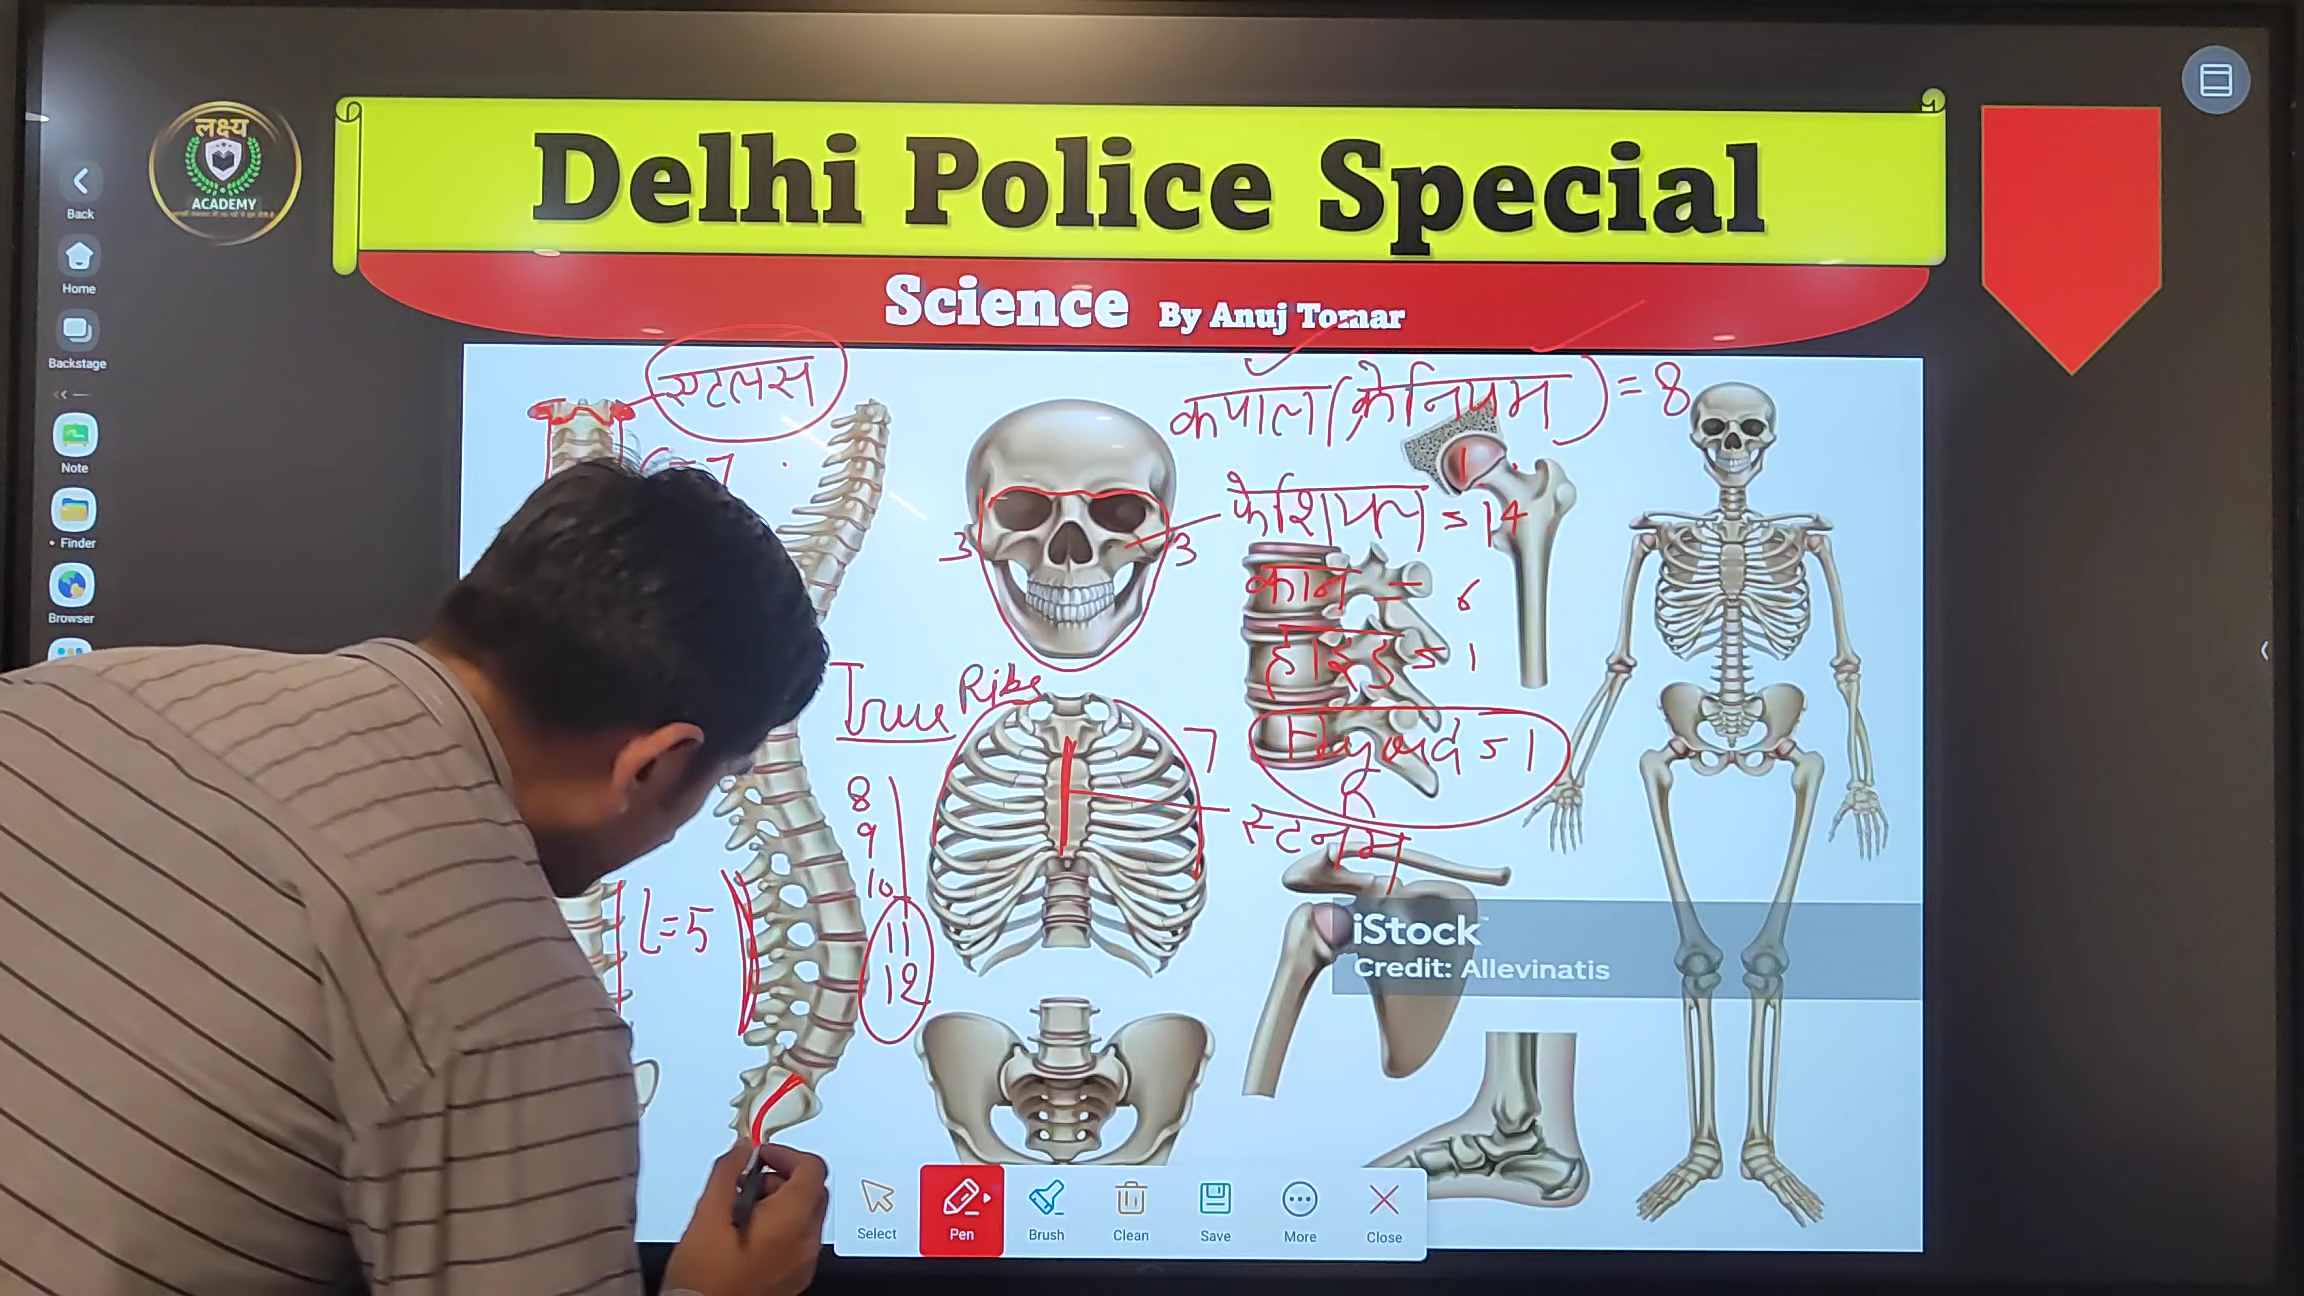 लक्ष्य
ACADEMY
Delhi Police Special
Science By Anuj Tomar
Back
Home
Backstage
Note
Finder
Browser
एटलस
कपाल (क्रेनियम) = 8
C = 7
फेशियल = 14
3
3
कान = 6
हाइड = 1
True Ribs
7
Hyoid = 1
8
9
10
11
12
स्टर्नम
L = 5
iStock™
Credit: Allevinatis
Select
Pen
Brush
Clean
Save
More
Close